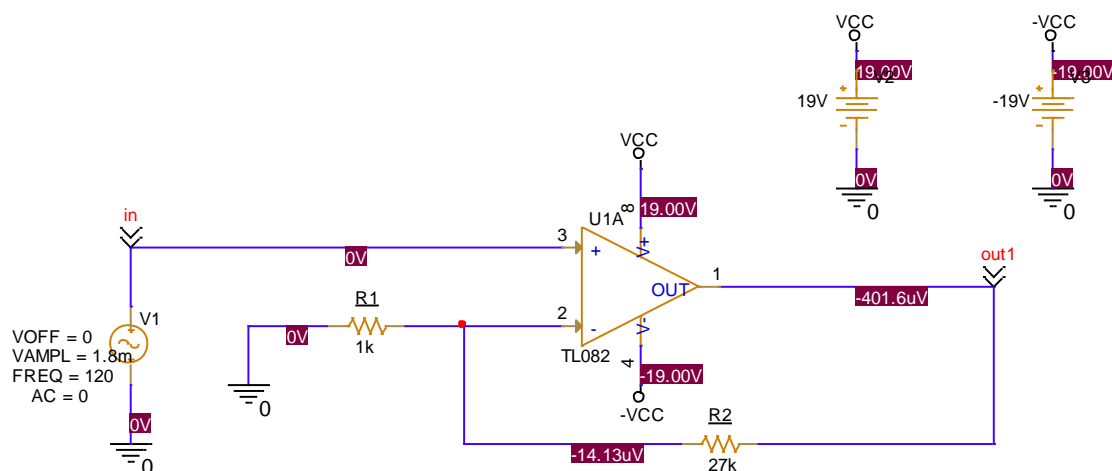 VCC
-VCC
19.00V
-19.00V
V2
V3
19V
+
-
-19V
+
-
VCC
0V
0V
0
0
8
19.00V
U1A
in
3
+
V+
out1
0V
1
OUT
-401.6uV
R1
2
-
V-
0V
1k
V1
TL082
VOFF = 0
VAMPL = 1.8m
FREQ = 120
AC = 0
+
-
4
-19.00V
0
-VCC
R2
0V
-14.13uV
27k
0